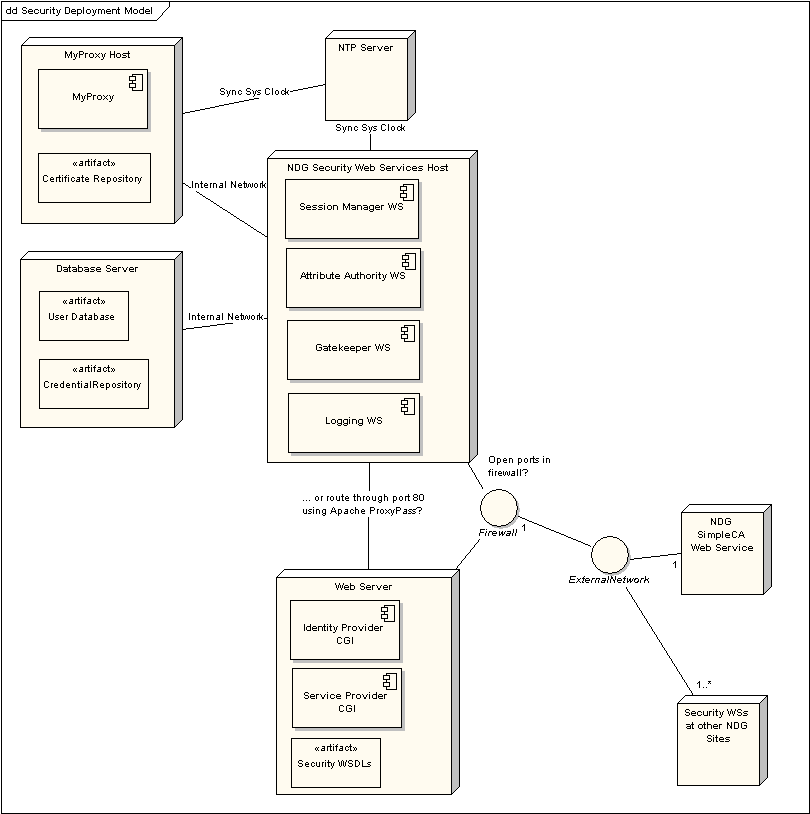 dd Security Deployment Model
MyProxy Host
MyProxy
«artifact»
Certificate Repository
Sync Sys Clock
NTP Server
Sync Sys Clock
Internal Network
NDG Security Web Services Host
Session Manager WS
Attribute Authority WS
Gatekeeper WS
Logging WS
Database Server
«artifact»
User Database
«artifact»
CredentialRepository
Internal Network
Open ports in
firewall?
... or route through port 80
using Apache ProxyPass?
Firewall
1
ExternalNetwork
1
NDG
SimpleCA
Web Service
1..*
Security WSs
at other NDG
Sites
Web Server
Identity Provider
CGI
Service Provider
CGI
«artifact»
Security WSDLs